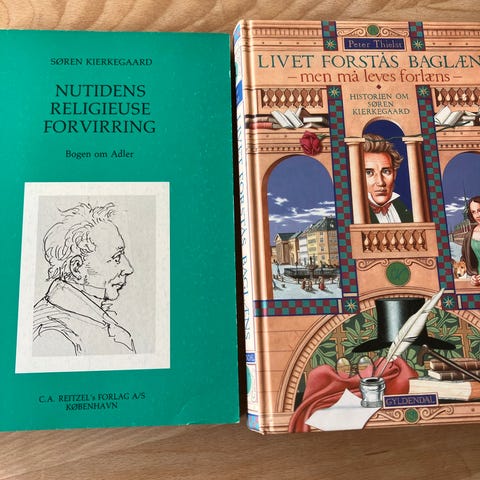 SØREN KIERKEGAARD
NUTIDENS
RELIGIEUSE
FORVIRRING
Bogen om Adler
C.A. REITZEL's FORLAG A/S
KØBENHAVN
Peter Thielst
LIVET FORSTÅS BAGLÆN
– men må leves forlæns –
HISTORIEN OM
SØREN
KIERKEGAARD
GYLDENDAL